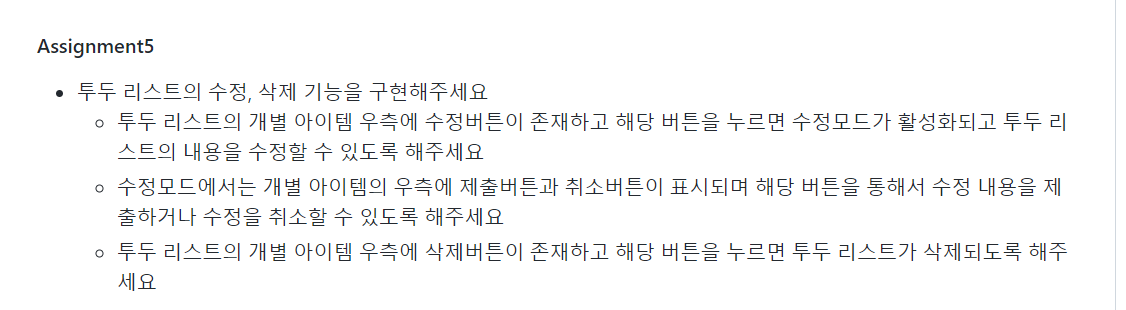 Assignment5
투두 리스트의 수정, 삭제 기능을 구현해주세요
투두 리스트의 개별 아이템 우측에 수정버튼이 존재하고 해당 버튼을 누르면 수정모드가 활성화되고 투두 리
스트의 내용을 수정할 수 있도록 해주세요
수정모드에서는 개별 아이템의 우측에 제출버튼과 취소버튼이 표시되며 해당 버튼을 통해서 수정 내용을 제
출하거나 수정을 취소할 수 있도록 해주세요
투두 리스트의 개별 아이템 우측에 삭제버튼이 존재하고 해당 버튼을 누르면 투두 리스트가 삭제되도록 해주
세요